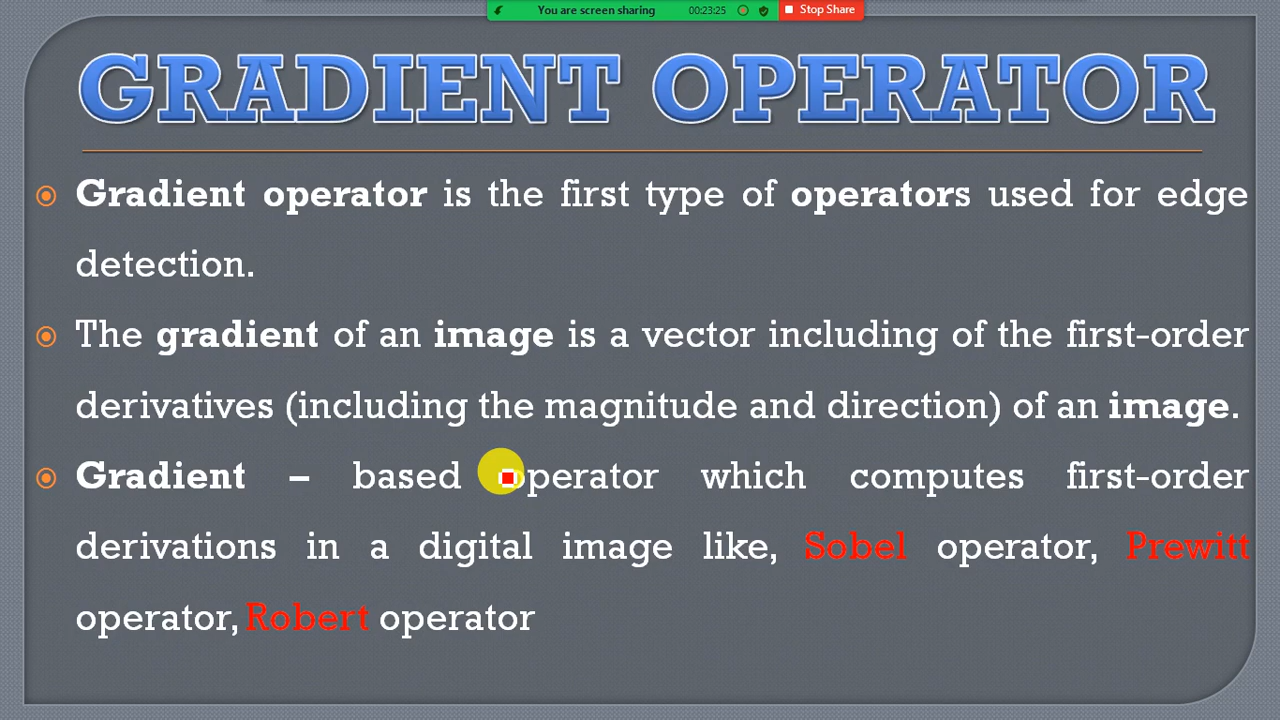 You are screen sharing 00:23:25 Stop Share
GRADIENT OPERATOR
Gradient operator is the first type of operators used for edge
detection.
The gradient of an image is a vector including of the first-order
derivatives (including the magnitude and direction) of an image.
Gradient – based operator which computes first-order
derivations in a digital image like, Sobel operator, Prewitt
operator, Robert operator